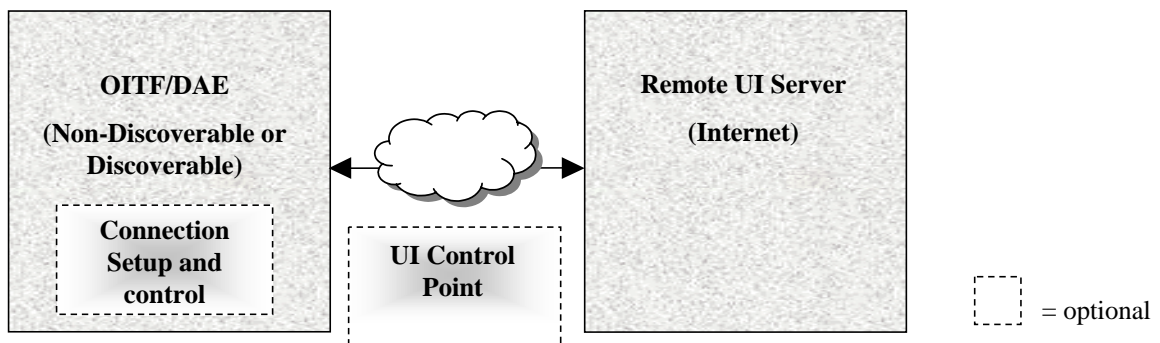 OITF/DAE
(Non-Discoverable or
Discoverable)
Connection
Setup and
control
UI Control
Point
Remote UI Server
(Internet)
= optional